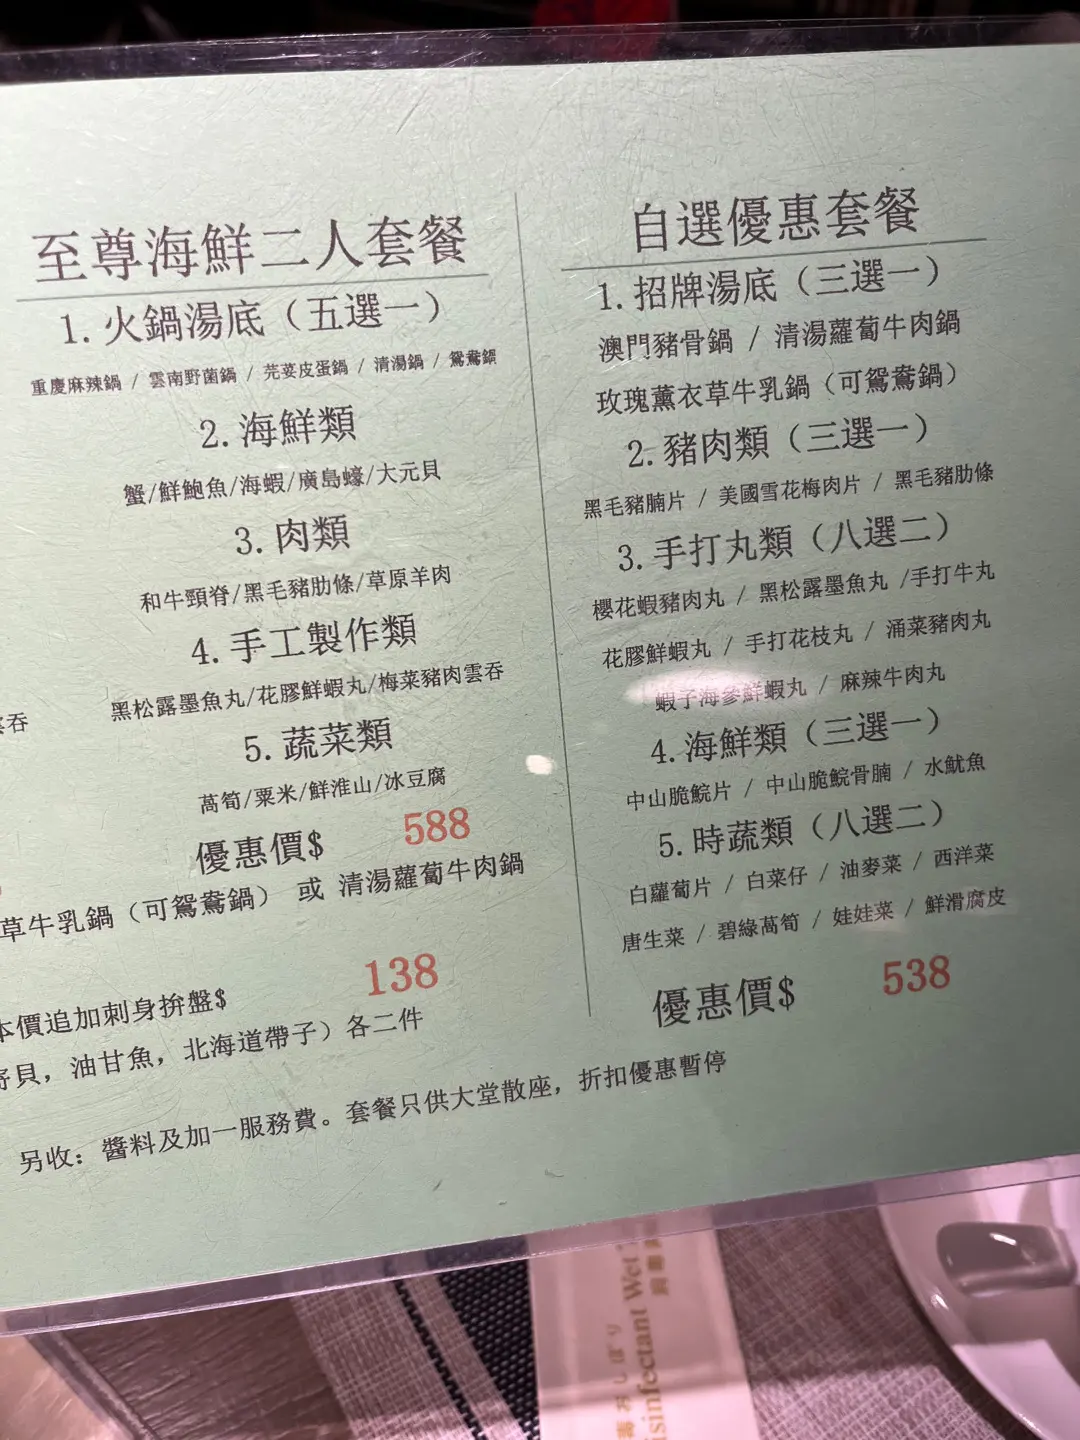 至尊海鮮二人套餐
1. 火鍋湯底（五選一）
重慶麻辣鍋 / 雲南野菌鍋 / 芫荽皮蛋鍋 / 清湯鍋 / 鴛鴦鍋
2. 海鮮類
蟹/鮮鮑魚/海蝦/廣島蠔/大元貝
3. 肉類
和牛頸脊/黑毛豬肋條/草原羊肉
4. 手工製作類
黑松露墨魚丸/花膠鮮蝦丸/梅菜豬肉雲吞
5. 蔬菜類
萵筍/粟米/鮮淮山/冰豆腐
優惠價$ 588
草牛乳鍋（可鴛鴦鍋） 或 清湯蘿蔔牛肉鍋
138
本價追加刺身拚盤$
寄貝，油甘魚，北海道帶子）各二件
另收：醬料及加一服務費。套餐只供大堂散座，折扣優惠暫停
吞
自選優惠套餐
1. 招牌湯底（三選一）
澳門豬骨鍋 / 清湯蘿蔔牛肉鍋
玫瑰薰衣草牛乳鍋（可鴛鴦鍋）
2. 豬肉類（三選一）
黑毛豬腩片 / 美國雪花梅肉片 / 黑毛豬肋條
3. 手打丸類（八選二）
櫻花蝦豬肉丸 / 黑松露墨魚丸 /手打牛丸
花膠鮮蝦丸 / 手打花枝丸 / 涌菜豬肉丸
蝦子海參鮮蝦丸 / 麻辣牛肉丸
4. 海鮮類（三選一）
中山脆鯇片 / 中山脆鯇骨腩 / 水魷魚
5. 時蔬類（八選二）
白蘿蔔片 / 白菜仔 / 油麥菜 / 西洋菜
唐生菜 / 碧綠萵筍 / 娃娃菜 / 鮮滑腐皮
優惠價$ 538
isinfectant Wet